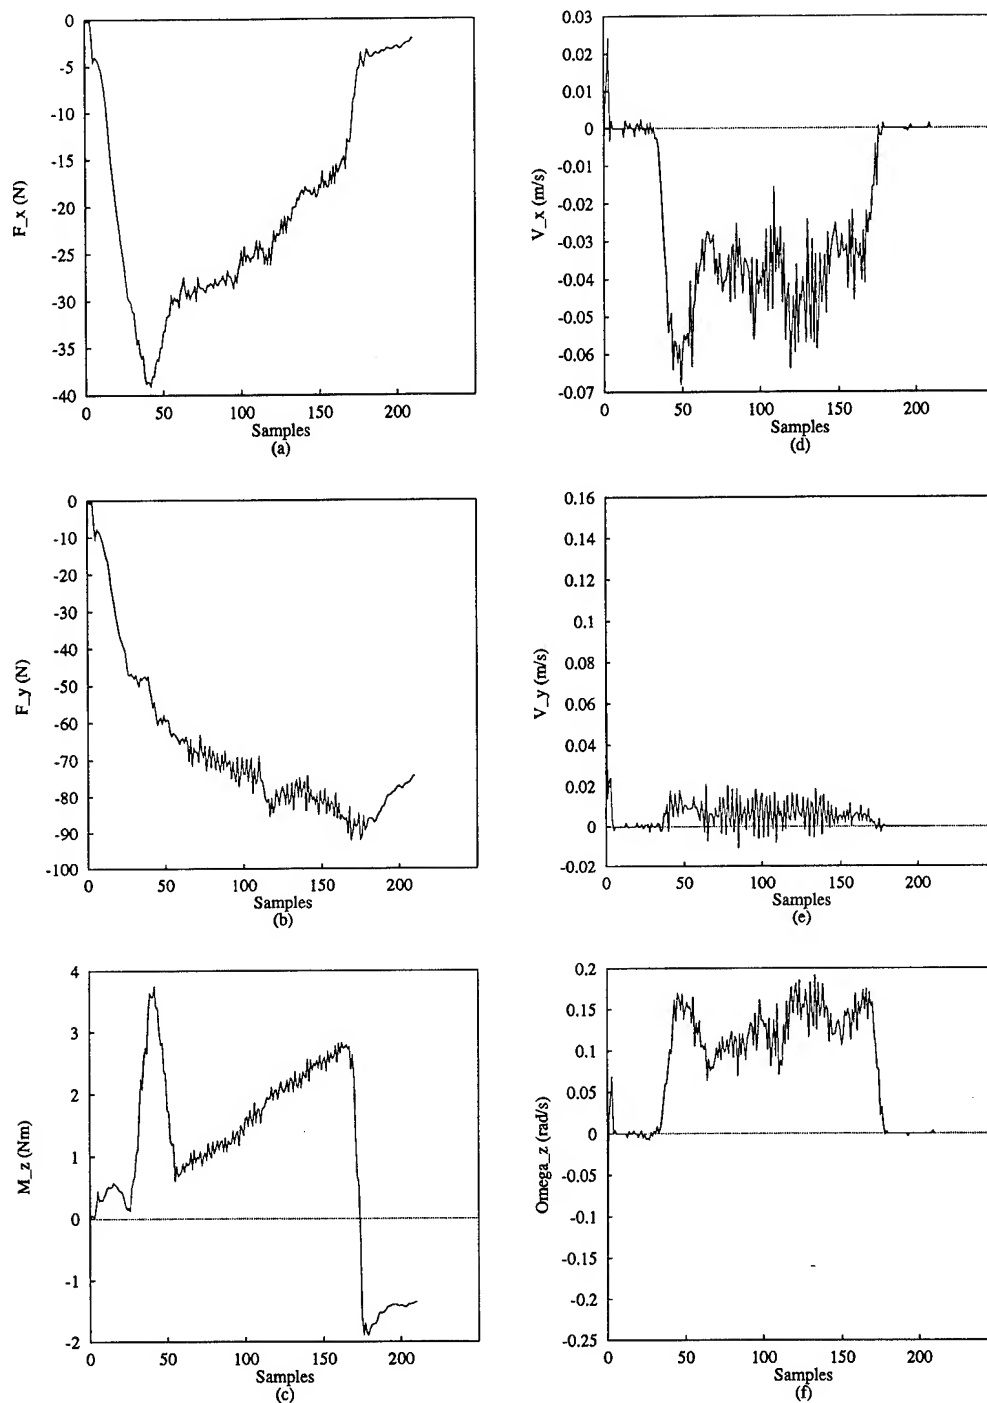 0
-5
-10
-15
-20
-25
-30
-35
-40
F_x (N)
0 50 100 150 200
Samples
(a)
0.03
0.02
0.01
0
-0.01
-0.02
-0.03
-0.04
-0.05
-0.06
-0.07
V_x (m/s)
0 50 100 150 200
Samples
(d)
0
-10
-20
-30
-40
-50
-60
-70
-80
-90
-100
F_y (N)
0 50 100 150 200
Samples
(b)
0.16
0.14
0.12
0.1
0.08
0.06
0.04
0.02
0
-0.02
V_y (m/s)
0 50 100 150 200
Samples
(e)
4
3
2
1
0
-1
-2
M_z (Nm)
0 50 100 150 200
Samples
(c)
0.2
0.15
0.1
0.05
0
-0.05
-0.1
-0.15
-0.2
-0.25
Omega_z (rad/s)
0 50 100 150 200
Samples
(f)